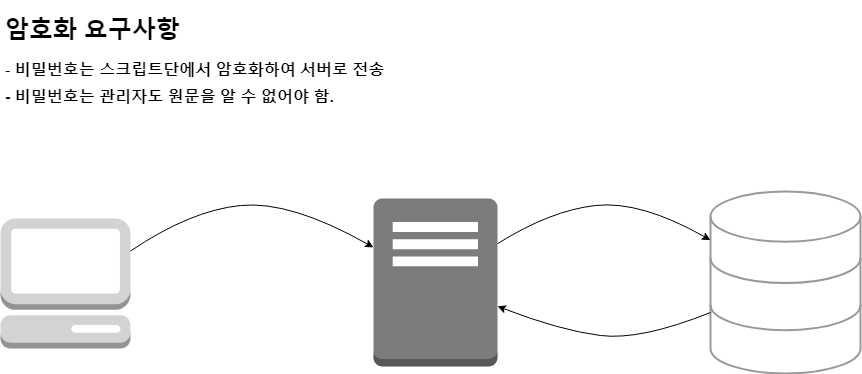 암호화 요구사항
- 비밀번호는 스크립트단에서 암호화하여 서버로 전송
- 비밀번호는 관리자도 원문을 알 수 없어야 함.